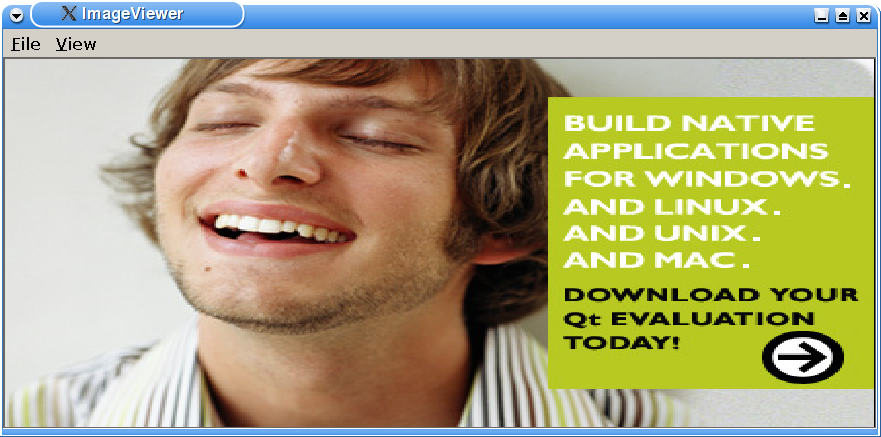 ImageViewer
File View
BUILD NATIVE
APPLICATIONS
FOR WINDOWS.
AND LINUX.
AND UNIX.
AND MAC.
DOWNLOAD YOUR
Qt EVALUATION
TODAY!